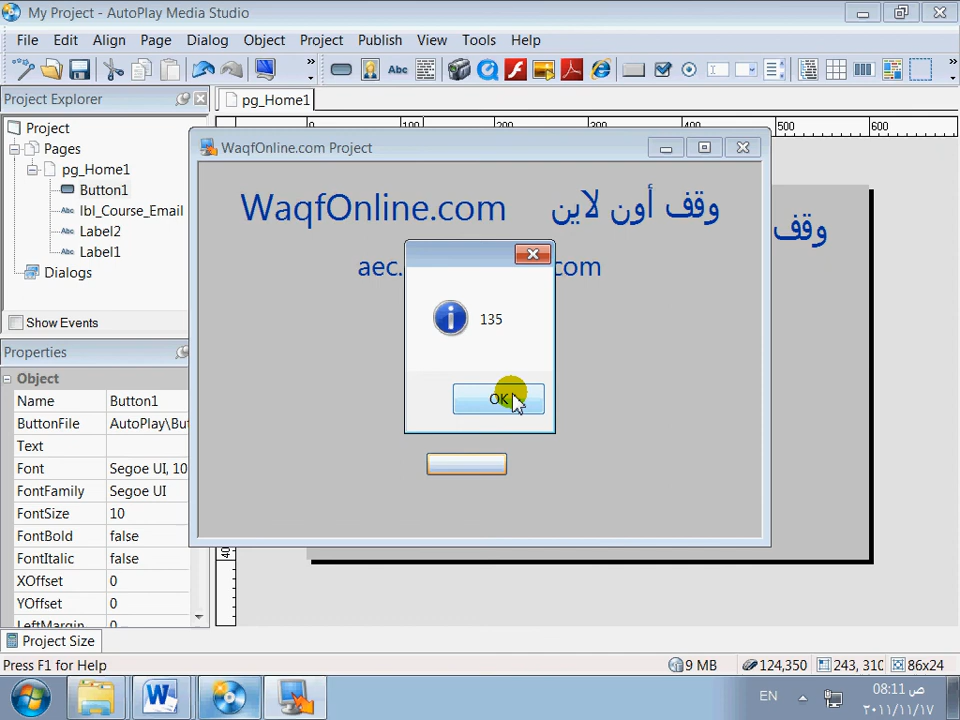 My Project - AutoPlay Media Studio
File Edit Align Page Dialog Object Project Publish View Tools Help
Project Explorer
pg_Home1
Project
Pages
pg_Home1
Button1
lbl_Course_Email
Label2
Label1
Dialogs
Show Events
0 100 200 300 400 500 600
WaqfOnline.com Project
WaqfOnline.com وقف أون لاين
وقف
aec. com
135
OK
Properties
Object
Name Button1
ButtonFile AutoPlay\But
Text
Font Segoe UI, 10
FontFamily Segoe UI
FontSize 10
FontBold false
FontItalic false
XOffset 0
YOffset 0
LeftMargin 0
Project Size
Press F1 for Help 9 MB 124,350 243, 310 86x24
EN 08:11 ص
٢٠١١/١١/١٧